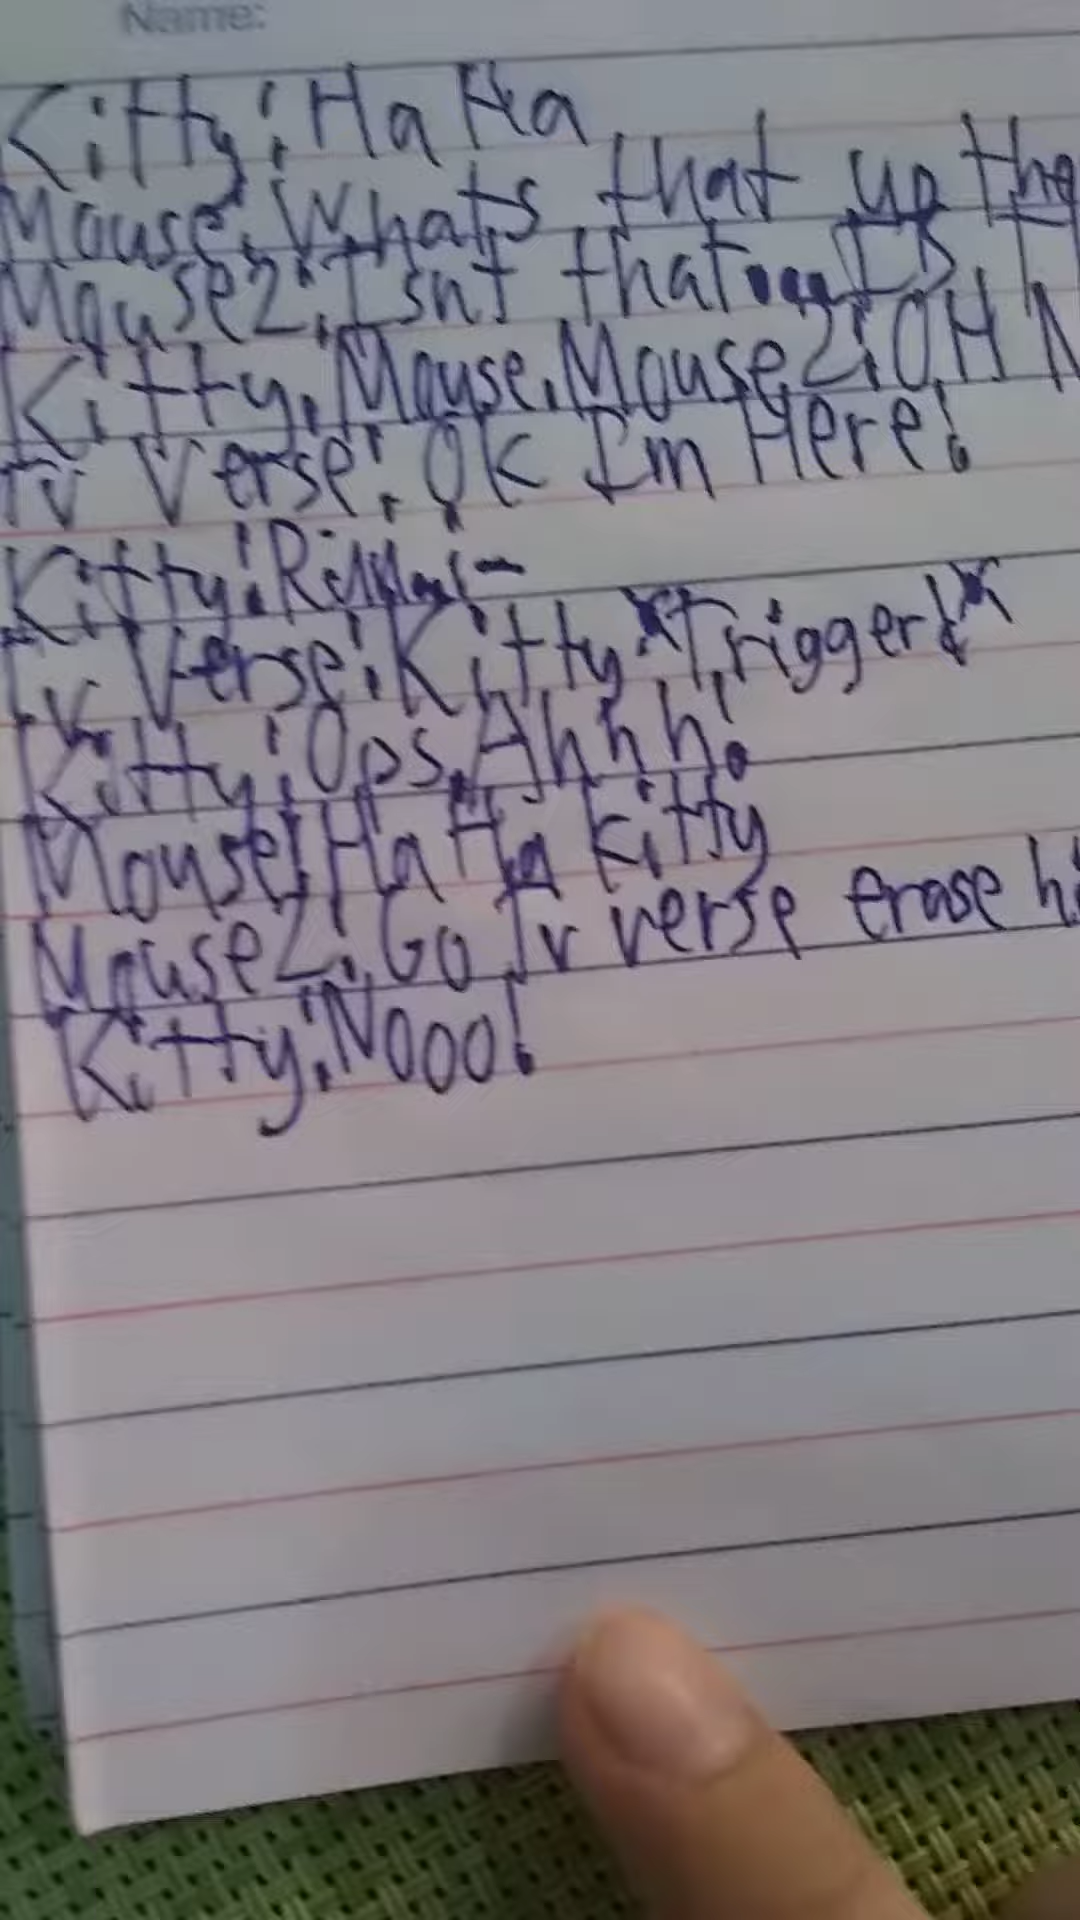 Name:
Kitty: Ha Ha
Mouse: Whats that up the
Mouse2: Isnt that
Kitty, Mouse, Mouse2: OH N
Tv Verse: OK Im Here!
Kitty:
Tv Verse: Kitty *Trigger!*
Kitty: Ops, Ahhh!
Mouse: Ha Ha Kitty
Mouse2: Go Tv verse erase hi
Kitty: Nooo!